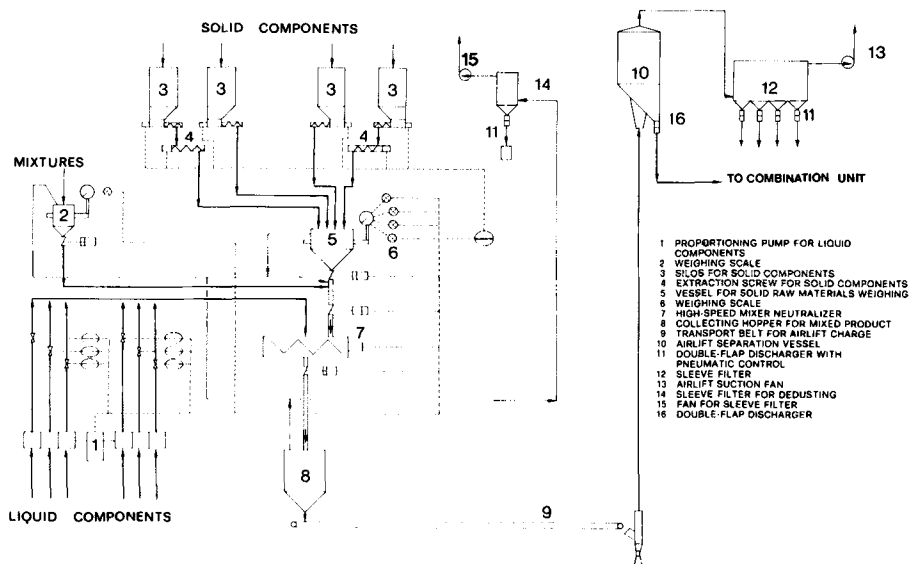 SOLID COMPONENTS
3 3 3 3
15
14
10
13
12
4 4
11
16
11
MIXTURES
TO COMBINATION UNIT
2
5
6
7
1
8
9
LIQUID COMPONENTS
1 PROPORTIONING PUMP FOR LIQUID
COMPONENTS
2 WEIGHING SCALE
3 SILOS FOR SOLID COMPONENTS
4 EXTRACTION SCREW FOR SOLID COMPONENTS
5 VESSEL FOR SOLID RAW MATERIALS WEIGHING
6 WEIGHING SCALE
7 HIGH-SPEED MIXER NEUTRALIZER
8 COLLECTING HOPPER FOR MIXED PRODUCT
9 TRANSPORT BELT FOR AIRLIFT CHARGE
10 AIRLIFT SEPARATION VESSEL
11 DOUBLE-FLAP DISCHARGER WITH
PNEUMATIC CONTROL
12 SLEEVE FILTER
13 AIRLIFT SUCTION FAN
14 SLEEVE FILTER FOR DEDUSTING
15 FAN FOR SLEEVE FILTER
16 DOUBLE-FLAP DISCHARGER